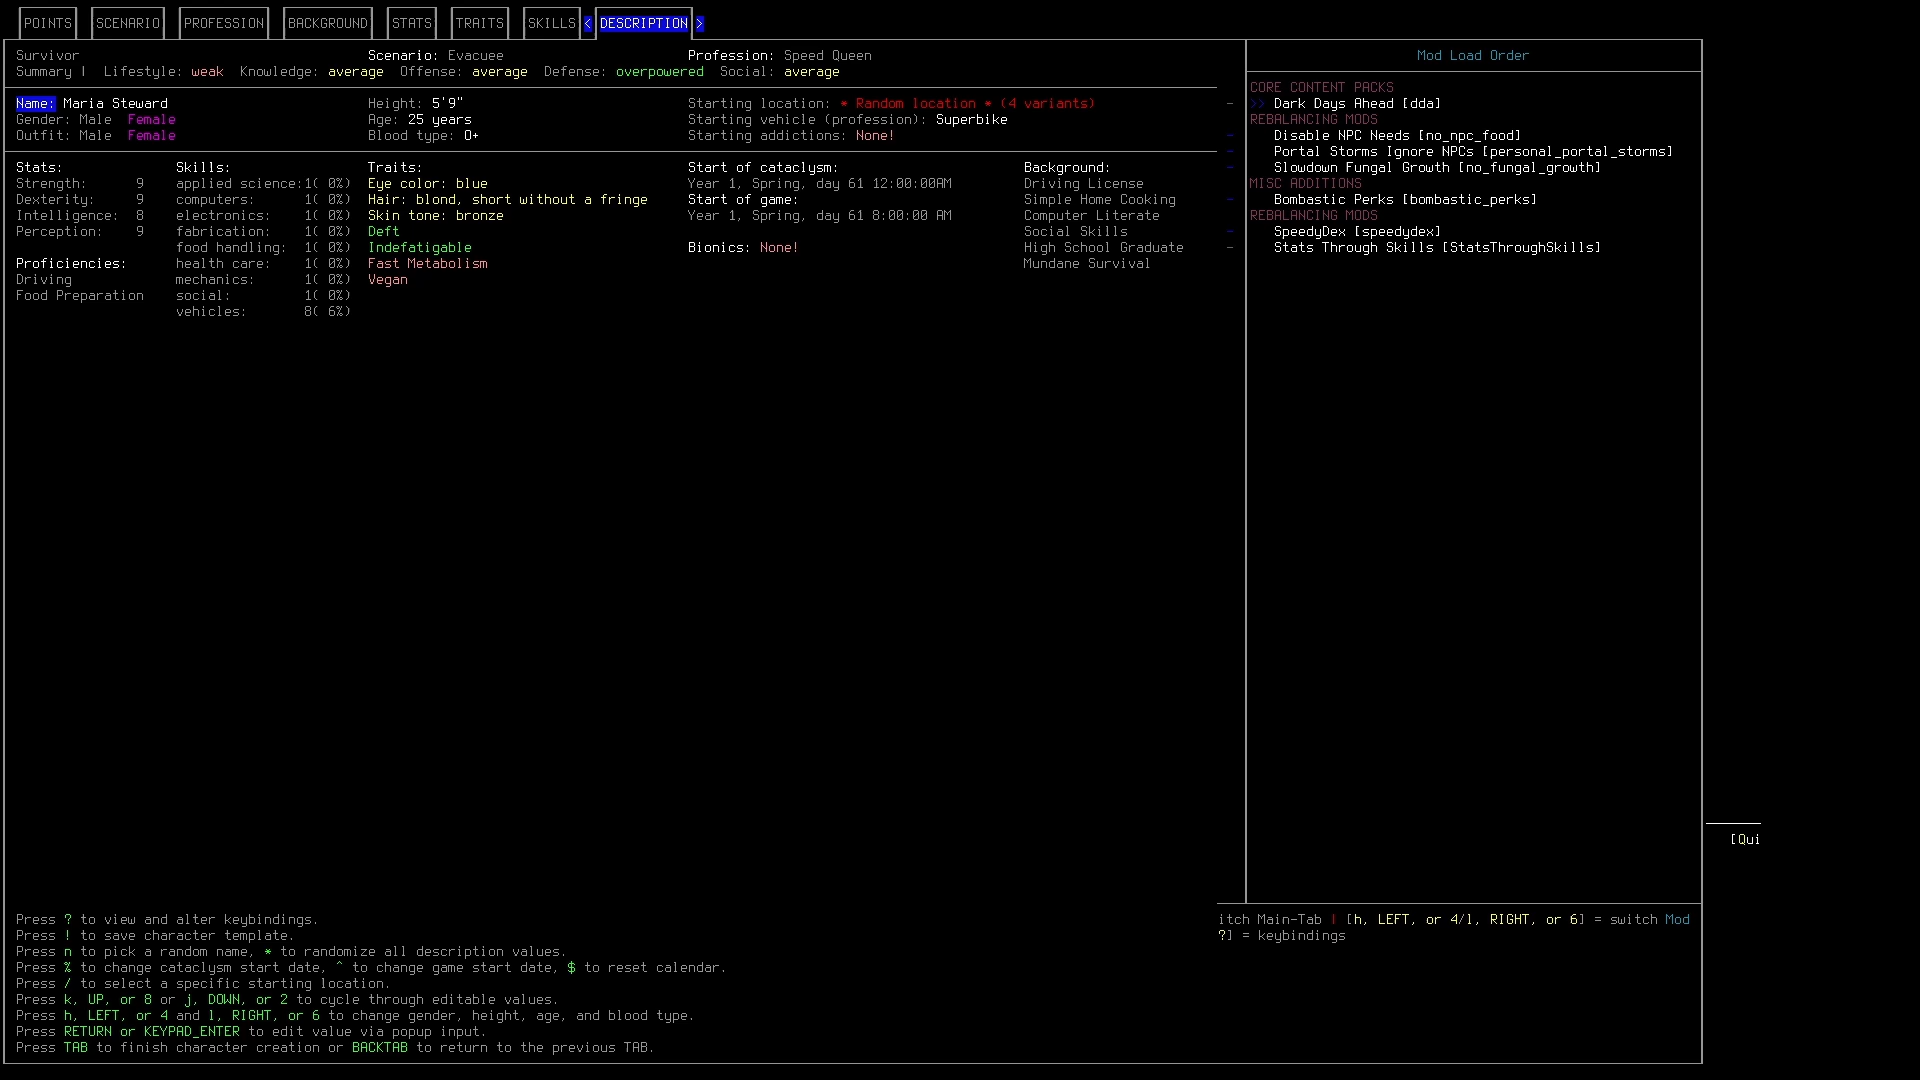 POINTS SCENARIO PROFESSION BACKGROUND STATS TRAITS SKILLS < DESCRIPTION >
Survivor Scenario: Evacuee Profession: Speed Queen
Summary | Lifestyle: weak Knowledge: average Offense: average Defense: overpowered Social: average
Name: Maria Steward Height: 5'9" Starting location: * Random location * (4 variants)
Gender: Male Female Age: 25 years Starting vehicle (profession): Superbike
Outfit: Male Female Blood type: O+ Starting addictions: None!
Stats: Skills: Traits: Start of cataclysm: Background:
Strength: 9 applied science: 1( 0%) Eye color: blue Year 1, Spring, day 61 12:00:00AM Driving License
Dexterity: 9 computers: 1( 0%) Hair: blond, short without a fringe Start of game: Simple Home Cooking
Intelligence: 8 electronics: 1( 0%) Skin tone: bronze Year 1, Spring, day 61 8:00:00 AM Computer Literate
Perception: 9 fabrication: 1( 0%) Deft Social Skills
food handling: 1( 0%) Indefatigable Bionics: None! High School Graduate
Proficiencies: health care: 1( 0%) Fast Metabolism Mundane Survival
Driving mechanics: 1( 0%) Vegan
Food Preparation social: 1( 0%)
vehicles: 8( 6%)
Mod Load Order
CORE CONTENT PACKS
>> Dark Days Ahead [dda]
REBALANCING MODS
Disable NPC Needs [no_npc_food]
Portal Storms Ignore NPCs [personal_portal_storms]
Slowdown Fungal Growth [no_fungal_growth]
MISC ADDITIONS
Bombastic Perks [bombastic_perks]
REBALANCING MODS
SpeedyDex [speedydex]
Stats Through Skills [StatsThroughSkills]
[Qui
Press ? to view and alter keybindings.
Press ! to save character template.
Press n to pick a random name, * to randomize all description values.
Press % to change cataclysm start date, ^ to change game start date, $ to reset calendar.
Press / to select a specific starting location.
Press k, UP, or 8 or j, DOWN, or 2 to cycle through editable values.
Press h, LEFT, or 4 and l, RIGHT, or 6 to change gender, height, age, and blood type.
Press RETURN or KEYPAD_ENTER to edit value via popup input.
Press TAB to finish character creation or BACKTAB to return to the previous TAB.
itch Main-Tab | [h, LEFT, or 4/l, RIGHT, or 6] = switch Mod
?] = keybindings